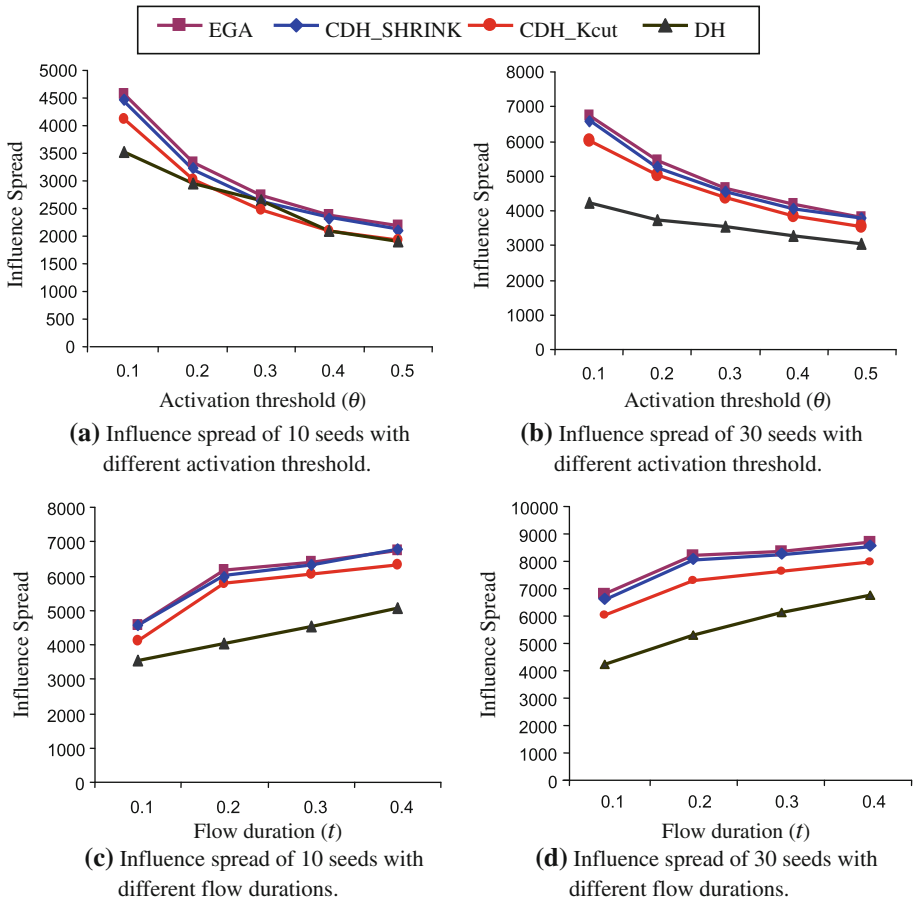 EGA CDH_SHRINK CDH_Kcut DH
5000
4500
4000
3500
3000
2500
2000
1500
1000
500
0
Influence Spread
0.1 0.2 0.3 0.4 0.5
Activation threshold (θ)
(a) Influence spread of 10 seeds with
different activation threshold.
8000
7000
6000
5000
4000
3000
2000
1000
0
Influence Spread
0.1 0.2 0.3 0.4 0.5
Activation threshold (θ)
(b) Influence spread of 30 seeds with
different activation threshold.
8000
7000
6000
5000
4000
3000
2000
1000
0
Influence Spread
0.1 0.2 0.3 0.4
Flow duration (t)
(c) Influence spread of 10 seeds with
different flow durations.
10000
9000
8000
7000
6000
5000
4000
3000
2000
1000
0
Influence Spread
0.1 0.2 0.3 0.4
Flow duration (t)
(d) Influence spread of 30 seeds with
different flow durations.